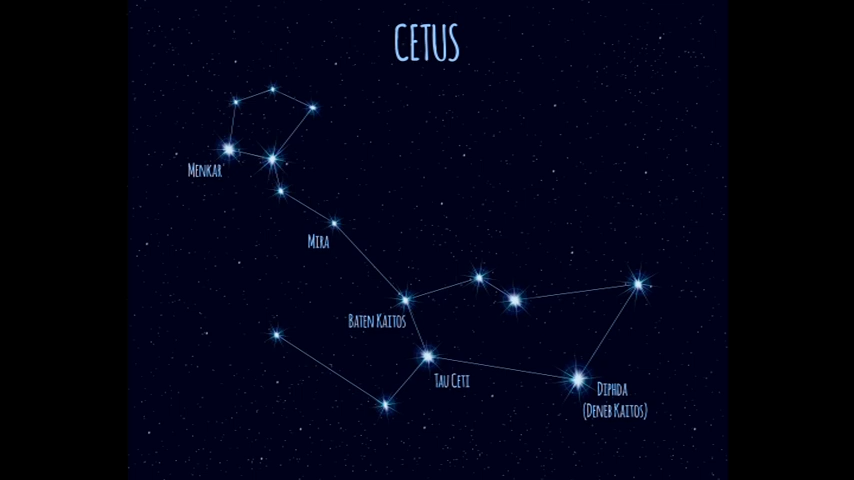 CETUS
MENKAR
MIRA
BATEN KAITOS
TAU CETI
DIPHDA
(DENEB KAITOS)